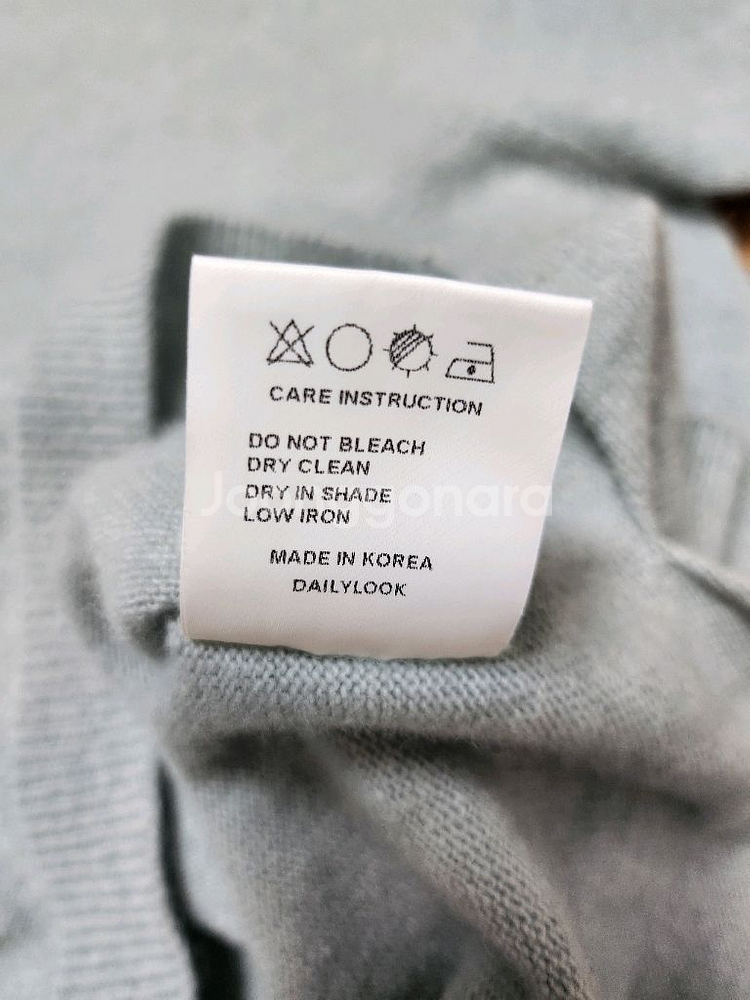 CARE INSTRUCTION
DO NOT BLEACH
DRY CLEAN
DRY IN SHADE
LOW IRON
MADE IN KOREA
DAILYLOOK